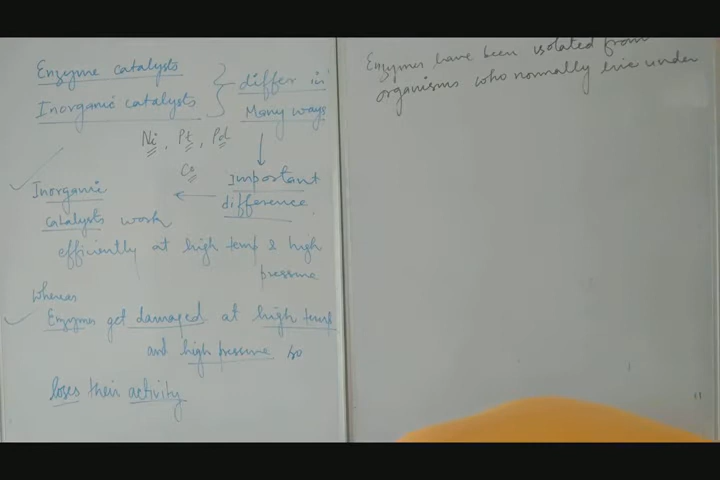 Enzyme catalysts
Inorganic catalysts
differ in
Many ways
Ni, Pt, Pd
Co
Important
difference
Inorganic
catalysts work
efficiently at high temp & high
pressure
Whereas
Enzymes get damaged at high temp
and high pressure so
loses their activity
Enzymes have been isolated from
organisms who normally live under